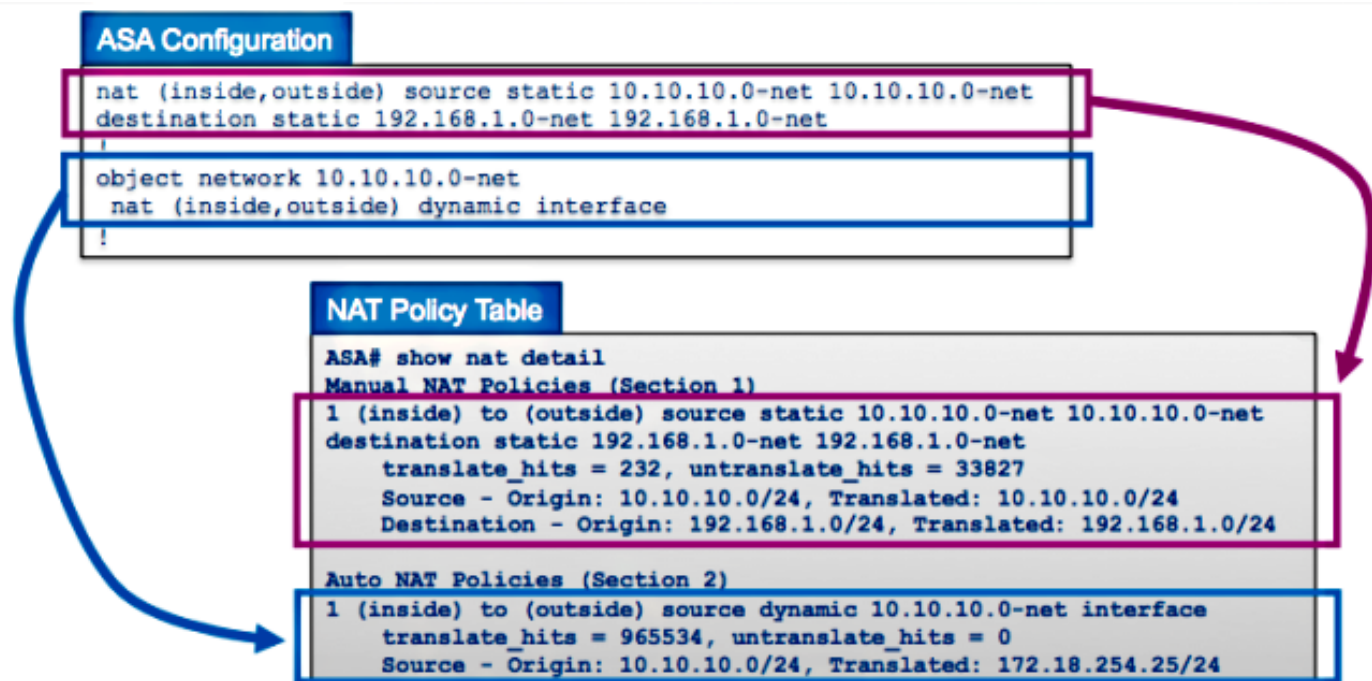 ASA Configuration
nat (inside,outside) source static 10.10.10.0-net 10.10.10.0-net
destination static 192.168.1.0-net 192.168.1.0-net
!
object network 10.10.10.0-net
 nat (inside,outside) dynamic interface
!
NAT Policy Table
ASA# show nat detail
Manual NAT Policies (Section 1)
1 (inside) to (outside) source static 10.10.10.0-net 10.10.10.0-net
destination static 192.168.1.0-net 192.168.1.0-net
    translate_hits = 232, untranslate_hits = 33827
    Source - Origin: 10.10.10.0/24, Translated: 10.10.10.0/24
    Destination - Origin: 192.168.1.0/24, Translated: 192.168.1.0/24
Auto NAT Policies (Section 2)
1 (inside) to (outside) source dynamic 10.10.10.0-net interface
    translate_hits = 965534, untranslate_hits = 0
    Source - Origin: 10.10.10.0/24, Translated: 172.18.254.25/24